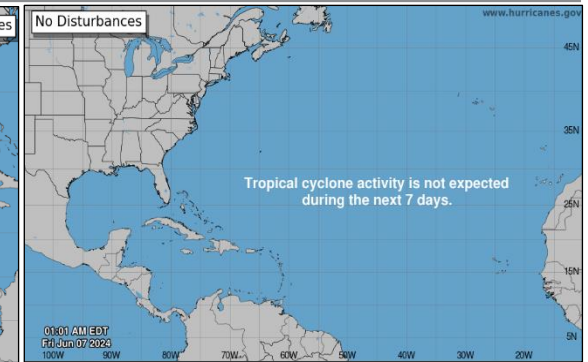 es
No Disturbances
www.hurricanes.gov
45N
35N
Tropical cyclone activity is not expected
during the next 7 days.
25N
15N
5N
01:01 AM EDT
Fri Jun 07 2024
100W 90W 80W 70W 60W 50W 40W 30W 20W